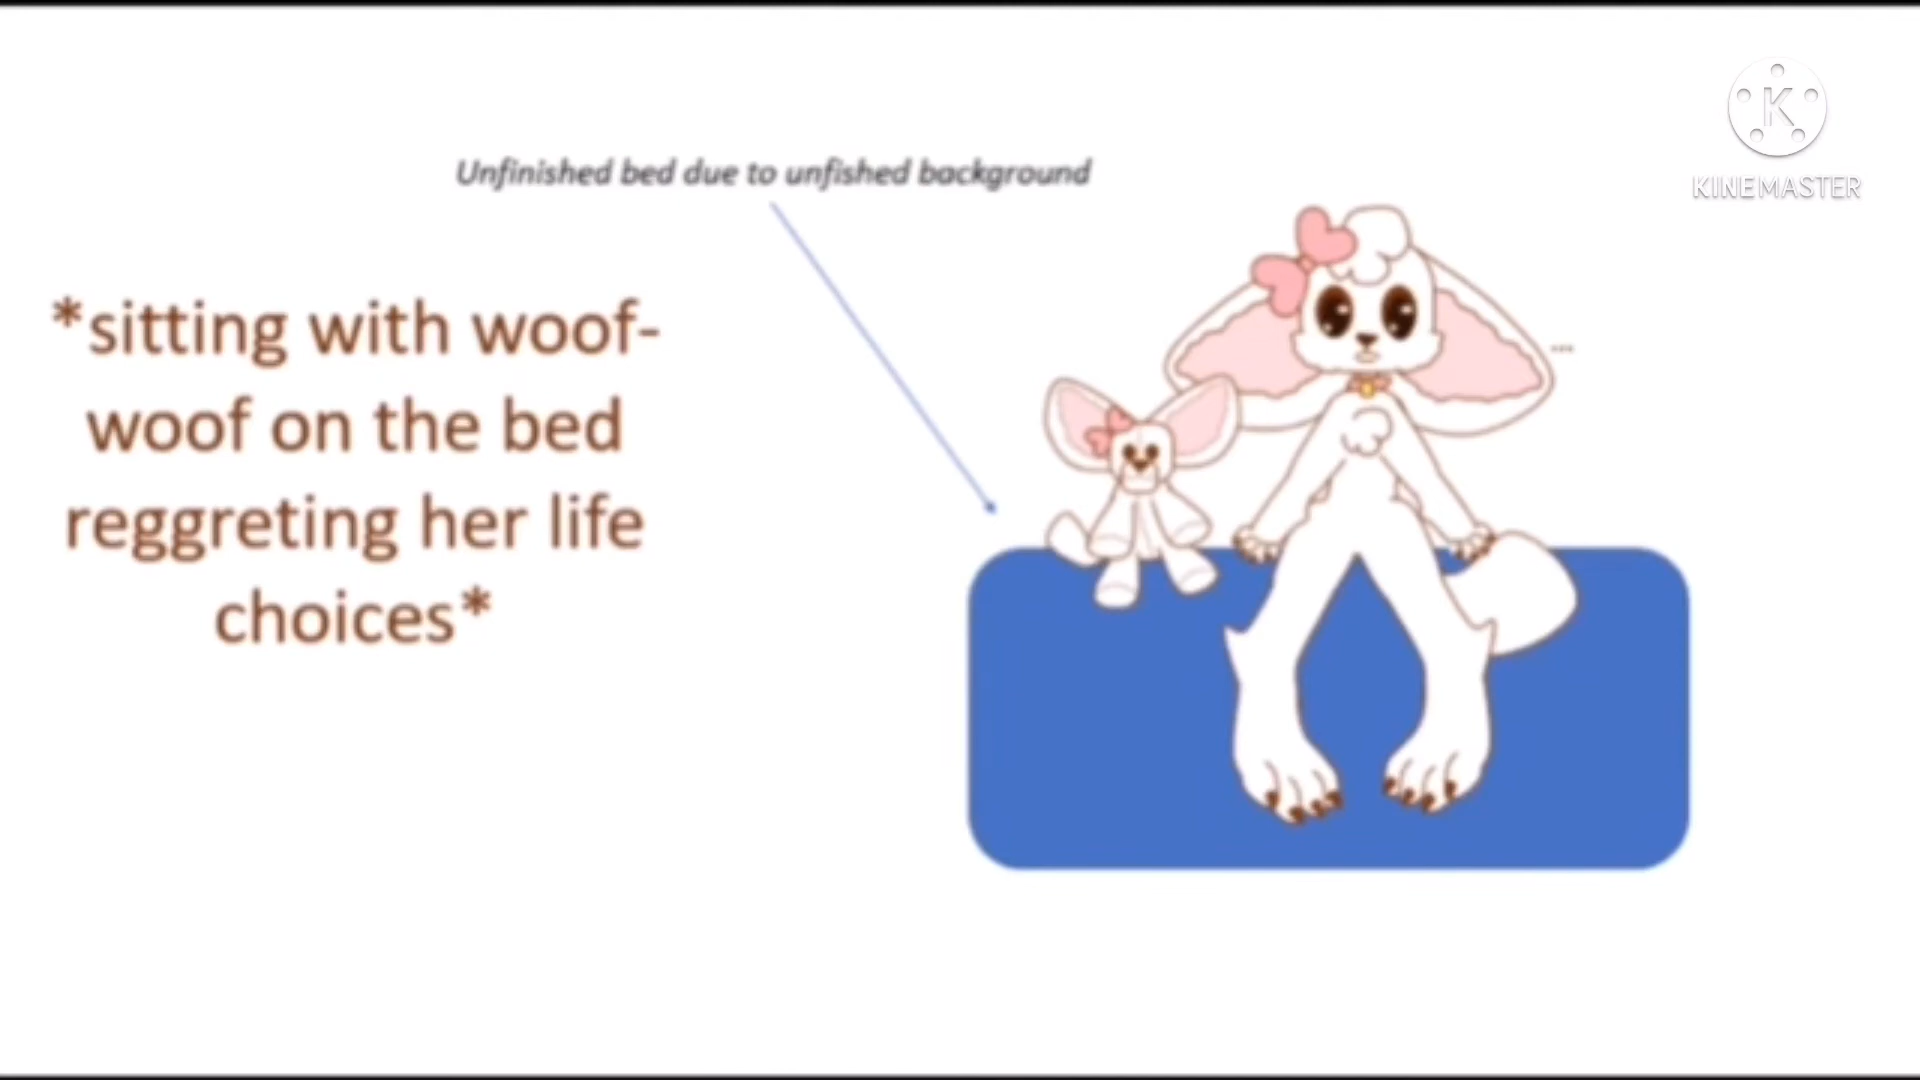 K
KINEMASTER
Unfinished bed due to unfished background
*sitting with woof-
woof on the bed
reggreting her life
choices*
...